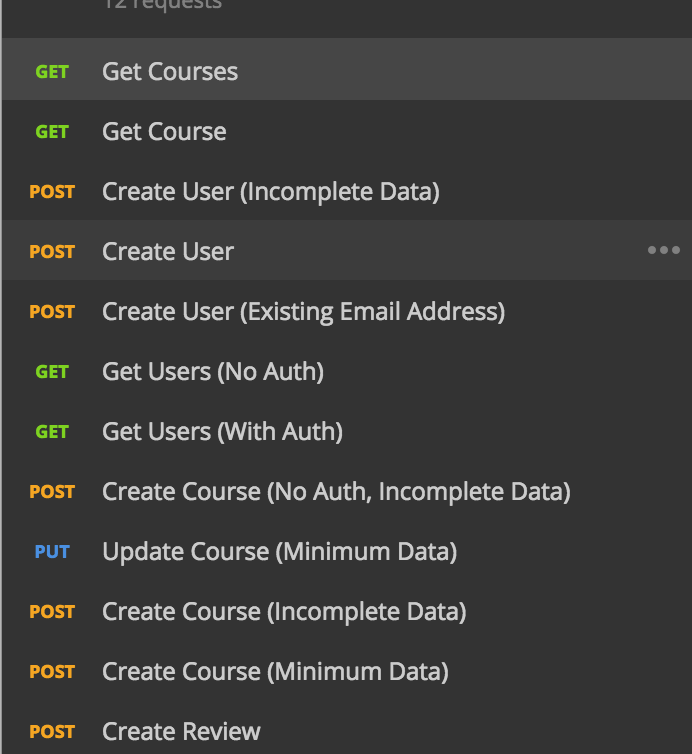 12 requests
GET Get Courses
GET Get Course
POST Create User (Incomplete Data)
POST Create User
POST Create User (Existing Email Address)
GET Get Users (No Auth)
GET Get Users (With Auth)
POST Create Course (No Auth, Incomplete Data)
PUT Update Course (Minimum Data)
POST Create Course (Incomplete Data)
POST Create Course (Minimum Data)
POST Create Review